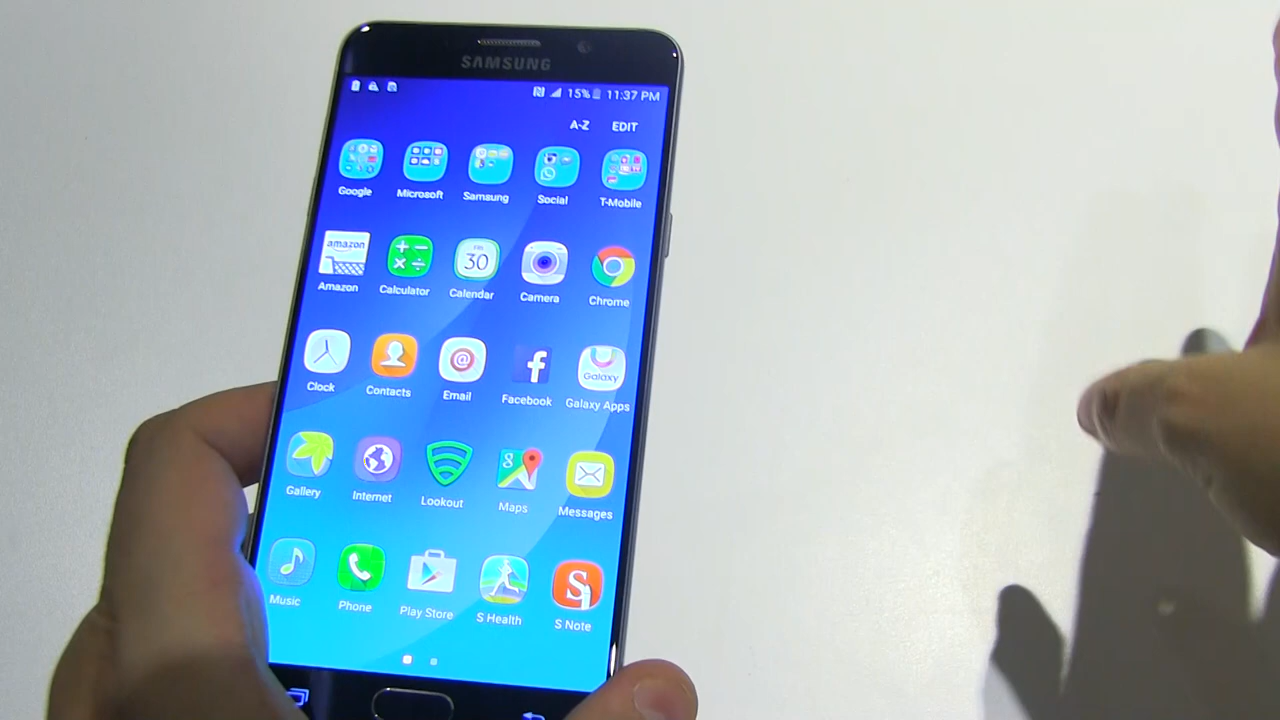 SAMSUNG
15% 11:37 PM
A-Z EDIT
Google Microsoft Samsung Social T-Mobile
amazon
30
Amazon Calculator Calendar Camera Chrome
Galaxy
Clock Contacts Email Facebook Galaxy Apps
Gallery Internet Lookout Maps Messages
Music Phone Play Store S Health S Note